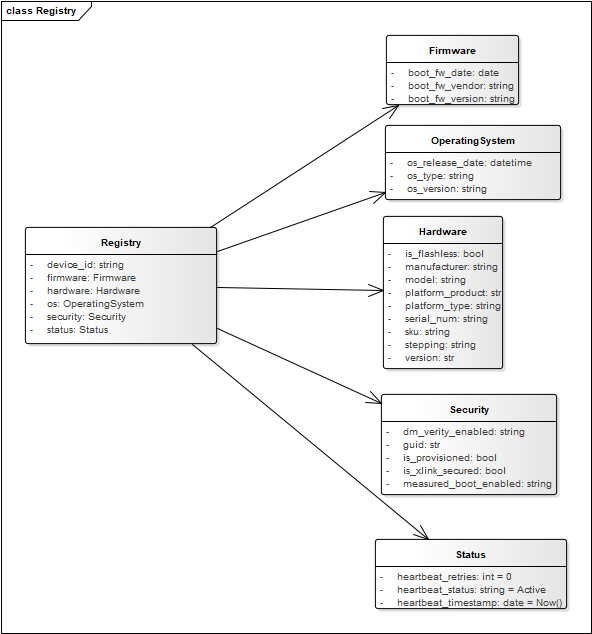 class Registry
Firmware
- boot_fw_date: date
- boot_fw_vendor: string
- boot_fw_version: string
OperatingSystem
- os_release_date: datetime
- os_type: string
- os_version: string
Registry
- device_id: string
- firmware: Firmware
- hardware: Hardware
- os: OperatingSystem
- security: Security
- status: Status
Hardware
- is_flashless: bool
- manufacturer: string
- model: string
- platform_product: str
- platform_type: string
- serial_num: string
- sku: string
- stepping: string
- version: str
Security
- dm_verity_enabled: string
- guid: str
- is_provisioned: bool
- is_xlink_secured: bool
- measured_boot_enabled: string
Status
- heartbeat_retries: int = 0
- heartbeat_status: string = Active
- heartbeat_timestamp: date = Now()